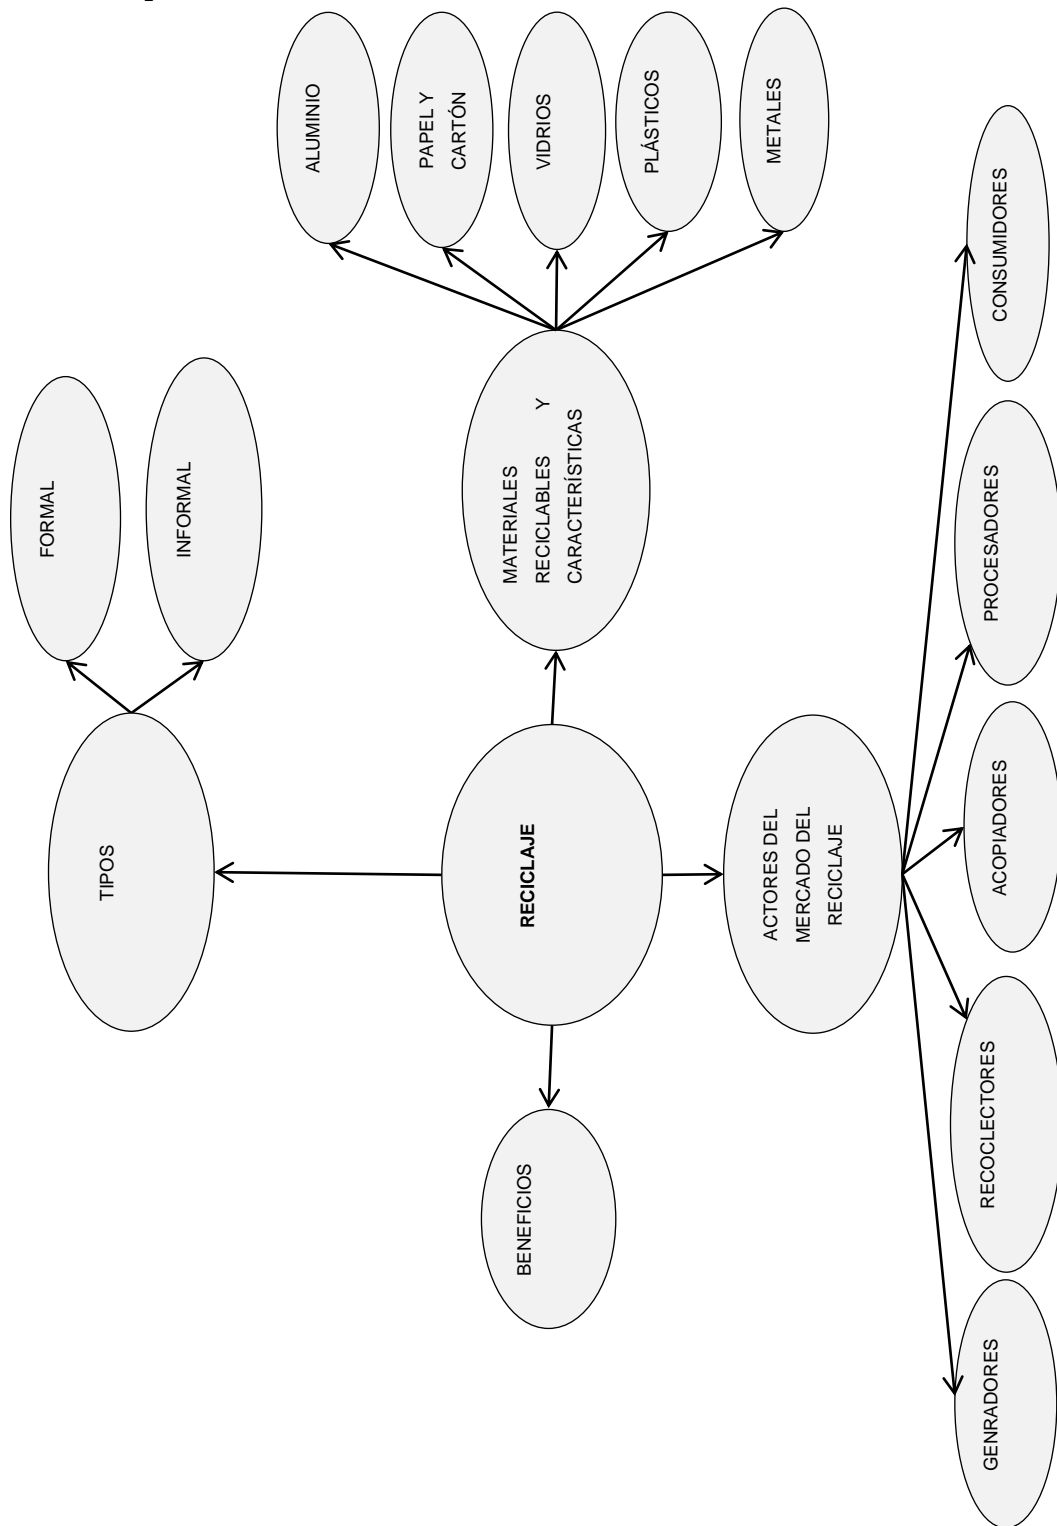 TIPOS
FORMAL
INFORMAL
BENEFICIOS
RECICLAJE
MATERIALES
RECICLABLES Y
CARACTERÍSTICAS
ALUMINIO
PAPEL Y
CARTÓN
VIDRIOS
PLÁSTICOS
METALES
ACTORES DEL
MERCADO DEL
RECICLAJE
GENRADORES
RECOCLECTORES
ACOPIADORES
PROCESADORES
CONSUMIDORES